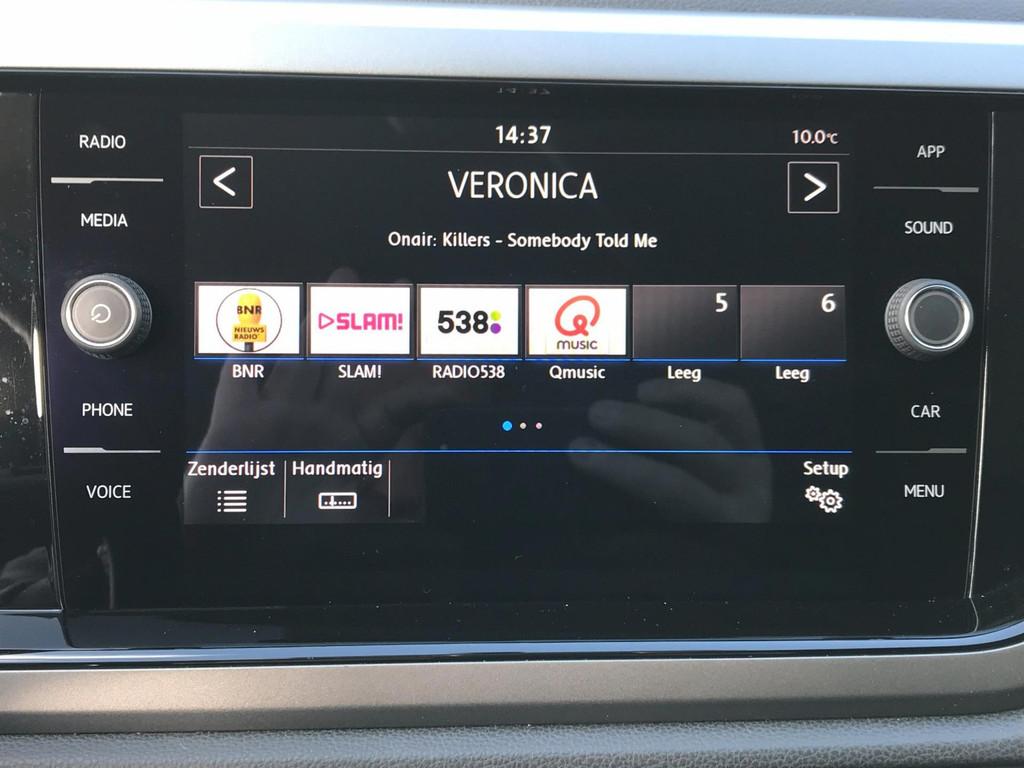 14:37
10.0°C
RADIO
APP
<
VERONICA
>
MEDIA
SOUND
Onair: Killers - Somebody Told Me
BNR
NIEUWS
RADIO
SLAM!
538
Q
MUSIC
5
6
BNR
SLAM!
RADIO538
Qmusic
Leeg
Leeg
PHONE
CAR
Zenderlijst
Handmatig
Setup
VOICE
MENU